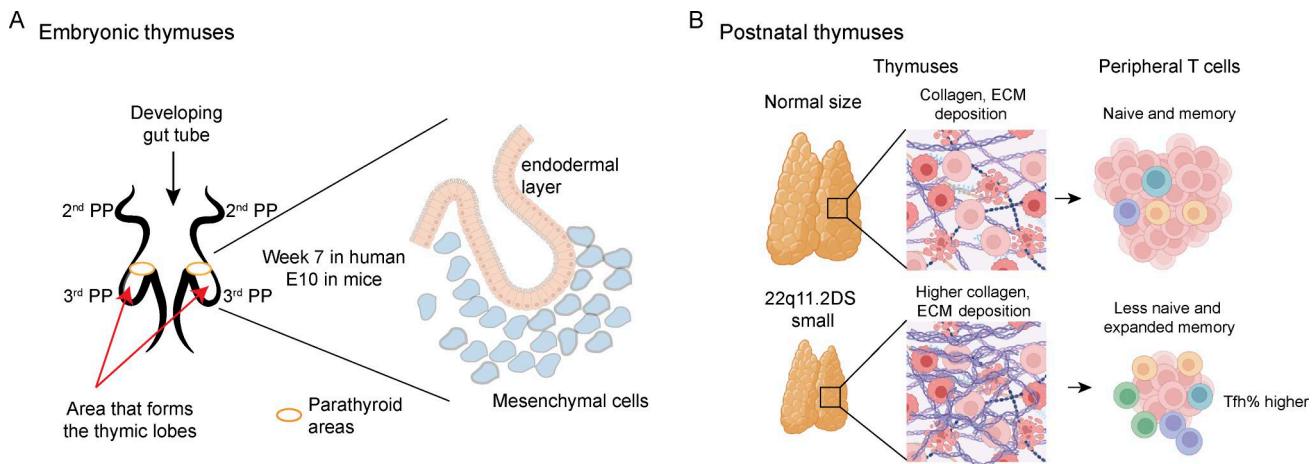 A
Embryonic thymuses
Developing
gut tube
2nd PP
2nd PP
3rd PP
3rd PP
Area that forms
the thymic lobes
Parathyroid
areas
Week 7 in human
E10 in mice
endodermal
layer
Mesenchymal cells
B
Postnatal thymuses
Thymuses
Peripheral T cells
Normal size
Collagen, ECM
deposition
Naive and memory
22q11.2DS
small
Higher collagen,
ECM deposition
Less naive and
expanded memory
Tfh% higher